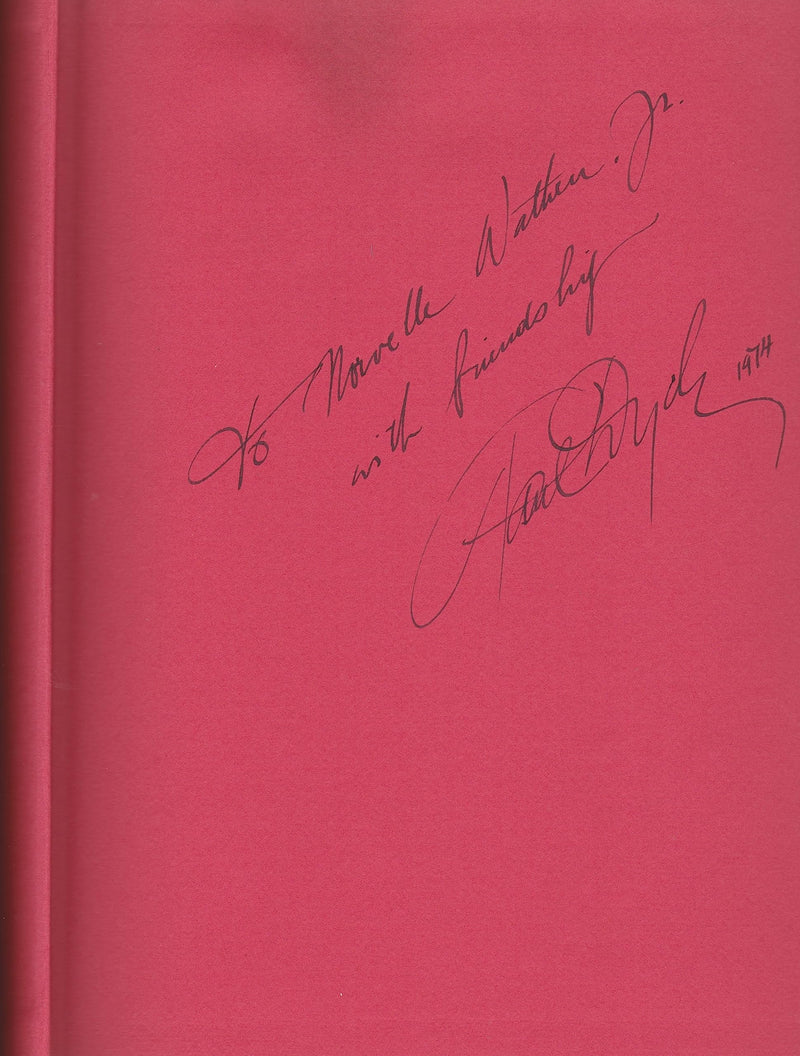 To Norvelle Wathen. Jr.
with friendship
1974